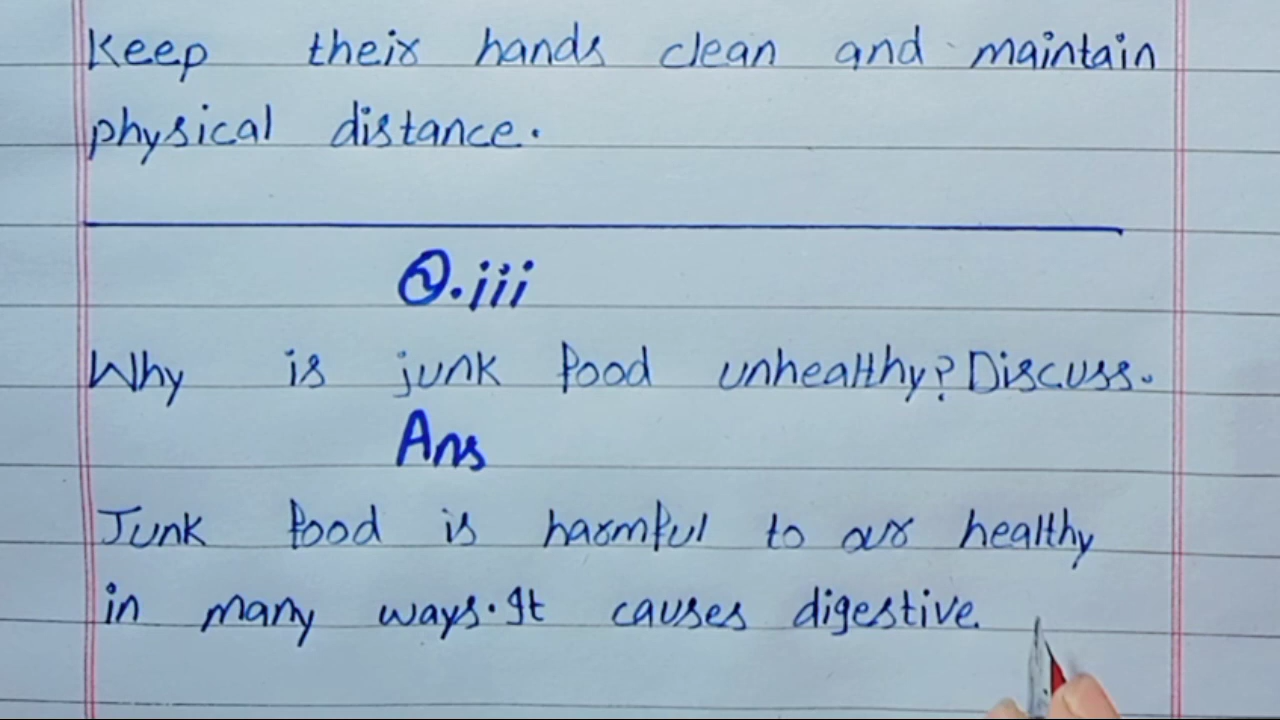 Keep their hands clean and maintain
physical distance.
Q.iii
Why is junk food unhealthy? Discuss.
Ans
Junk food is harmful to our healthy
in many ways. It causes digestive.